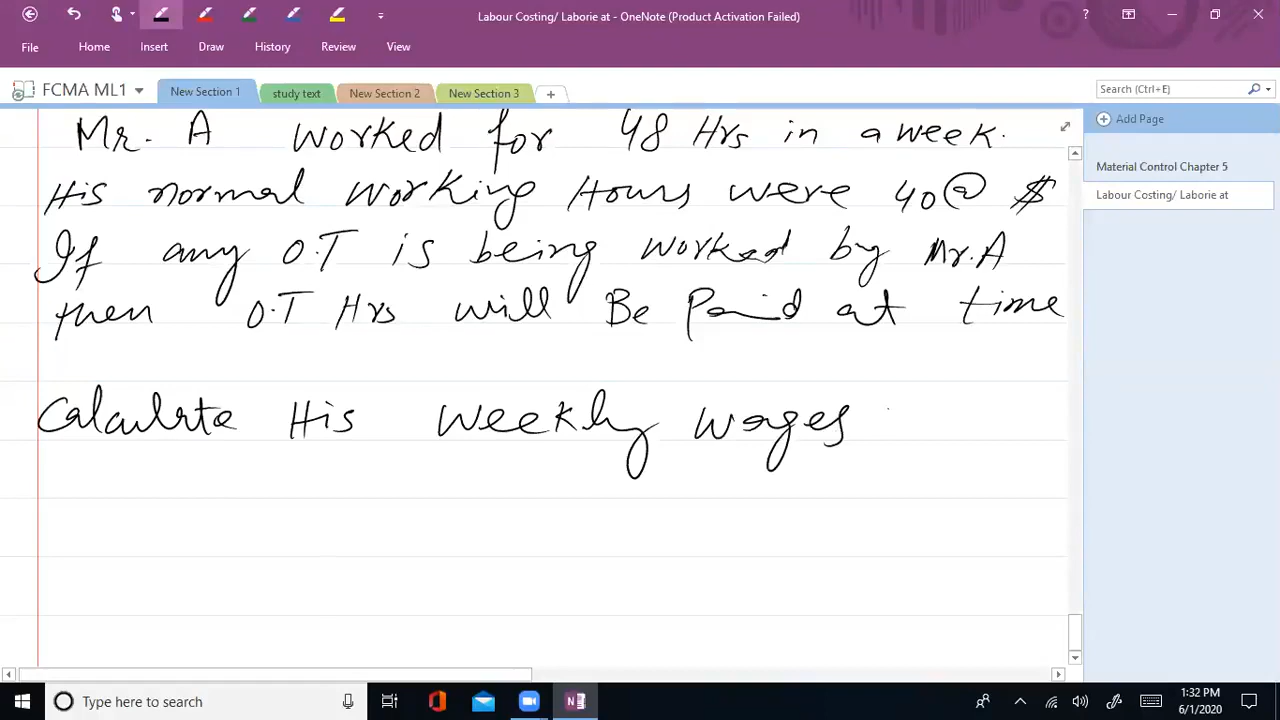 Labour Costing/ Laborie at - OneNote (Product Activation Failed)
File Home Insert Draw History Review View
FCMA ML1 New Section 1 study text New Section 2 New Section 3 Search (Ctrl+E)
Add Page
Material Control Chapter 5
Labour Costing/ Laborie at
Mr. A worked for 48 Hrs in a week.
His normal working Hours were 40@ $
If any O.T is being worked by Mr. A
then O.T Hrs will Be Paid at time
Calculate His weekly wages
Type here to search
1:32 PM
6/1/2020